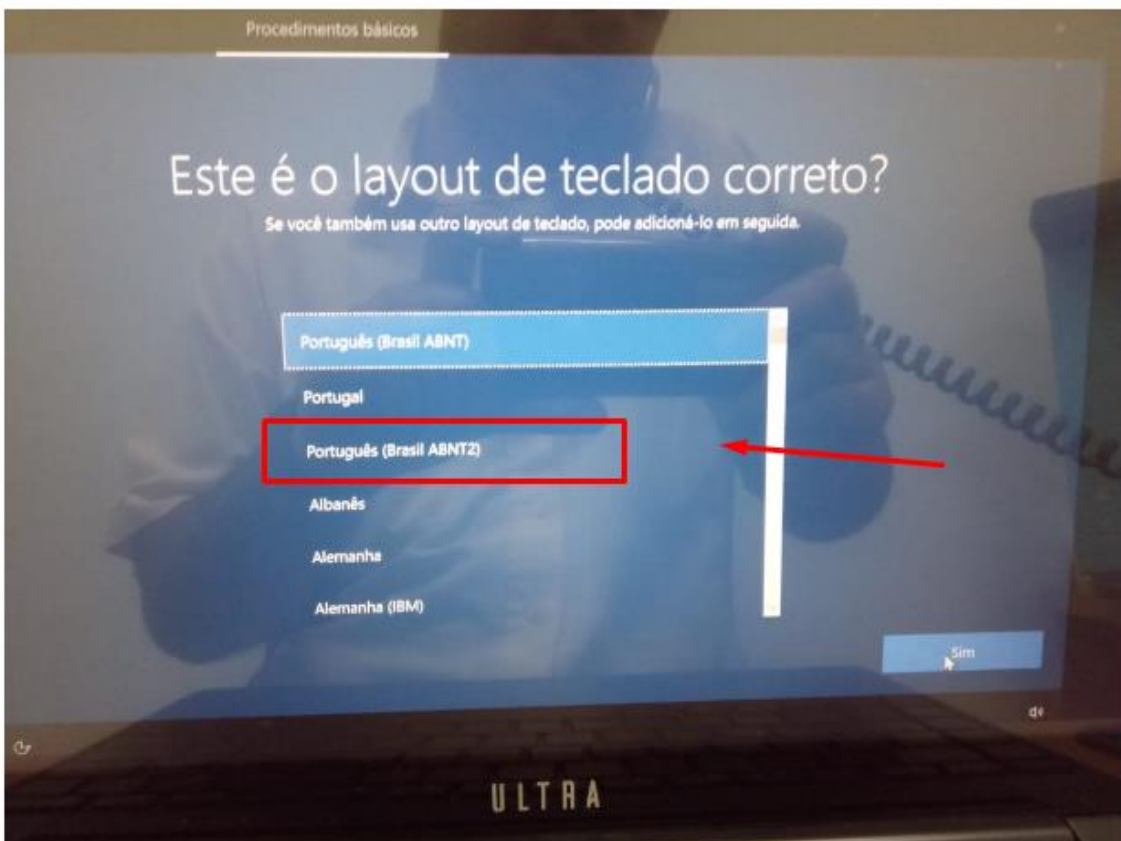 Procedimentos básicos
Este é o layout de teclado correto?
Se você também usa outro layout de teclado, pode adicioná-lo em seguida.
Português (Brasil ABNT)
Portugal
Português (Brasil ABNT2)
Albanês
Alemanha
Alemanha (IBM)
Sim
ULTRA